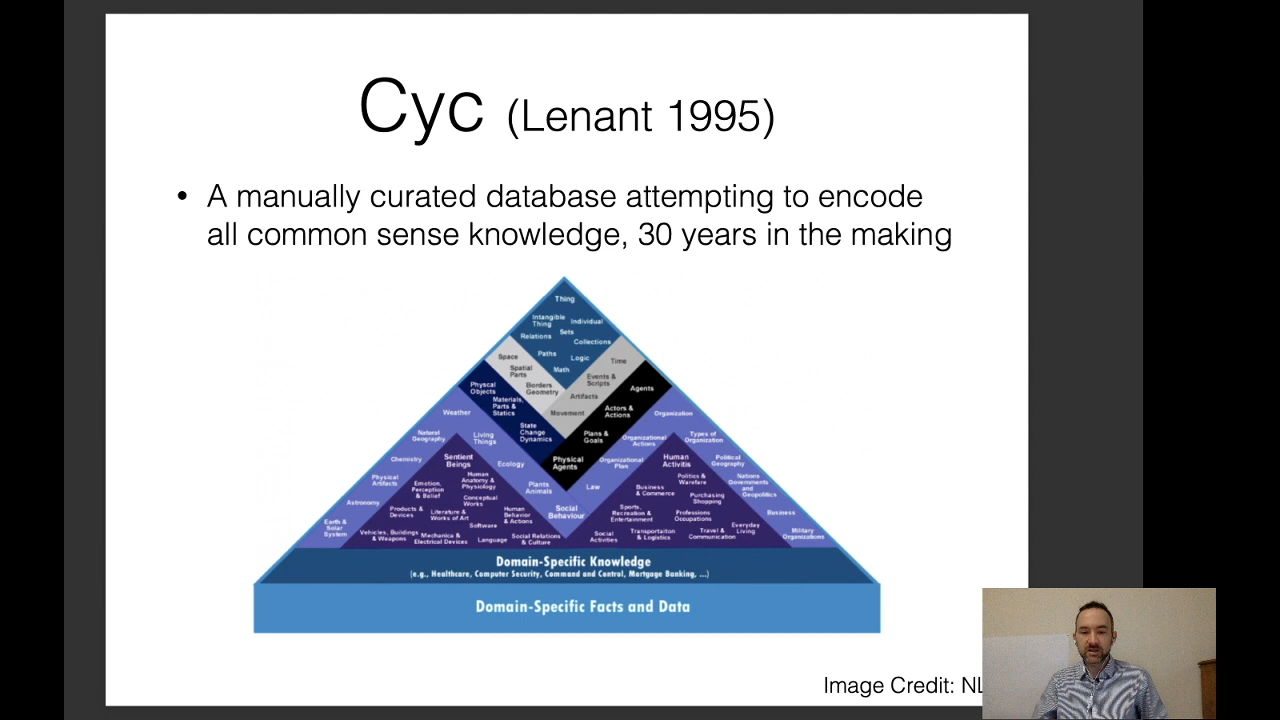 Cyc (Lenant 1995)
• A manually curated database attempting to encode
all common sense knowledge, 30 years in the making
Thing
Intangible
Thing
Individual
Sets
Relations
Collections
Paths
Logic
Math
Space
Spatial
Parts
Borders
Geometry
Time
Events &
Scripts
Artifacts
Movement
Physcal
Objects
Materials,
Parts &
Statics
State
Change
Dynamics
Agents
Actors &
Actions
Plans &
Goals
Physical
Agents
Weather
Natural
Geography
Living
Things
Chemistry
Ecology
Physical
Artifacts
Plants
Animals
Astronomy
Earth &
Solar
System
Organization
Types of
Organization
Organizational
Actions
Organizational
Plan
Political
Geography
Nations
Governments
and
Geopolitics
Law
Business
Military
Organizations
Social
Behaviour
Sentient
Beings
Human
Anatomy &
Physiology
Emotion,
Perception
& Belief
Conceptual
Works
Products &
Devices
Literature &
Works of Art
Human
Behavior
& Actions
Software
Vehicles, Buildings
& Weapons
Mechanica &
Electrical Devices
Language
Social Relations
& Culture
Human
Activitis
Politics &
Warefare
Business
& Commerce
Purchasing
Shopping
Sports,
Recreation &
Entertainment
Professions
Occupations
Everyday
Living
Social
Activities
Transportaiton
& Logistics
Travel &
Communication
Domain-Specific Knowledge
(e.g., Healthcare, Computer Security, Command and Control, Mortgage Banking, ...)
Domain-Specific Facts and Data
Image Credit: NL